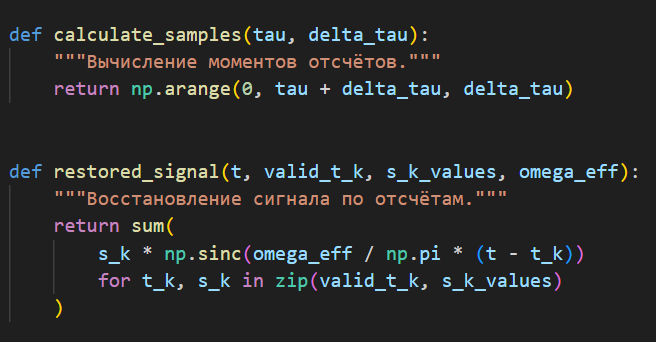 def calculate_samples(tau, delta_tau):
    """Вычисление моментов отсчётов."""
    return np.arange(0, tau + delta_tau, delta_tau)
def restored_signal(t, valid_t_k, s_k_values, omega_eff):
    """Восстановление сигнала по отсчётам."""
    return sum(
        s_k * np.sinc(omega_eff / np.pi * (t - t_k))
        for t_k, s_k in zip(valid_t_k, s_k_values)
    )